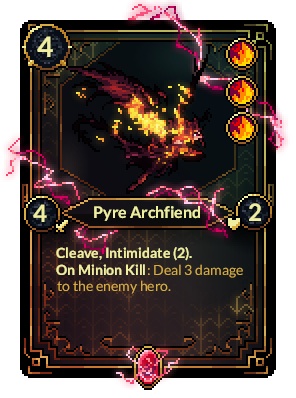 4
Pyre Archfiend
4
2
Cleave, Intimidate (2).
On Minion Kill: Deal 3 damage
to the enemy hero.